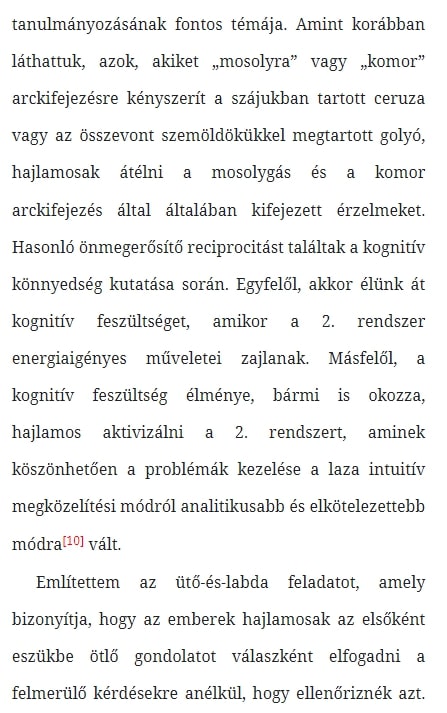 tanulmányozásának fontos témája. Amint korábban
láthattuk, azok, akiket „mosolyra” vagy „komor”
arckifejezésre kényszerít a szájukban tartott ceruza
vagy az összevont szemöldökükkel megtartott golyó,
hajlamosak átélni a mosolygás és a komor
arckifejezés által általában kifejezett érzelmeket.
Hasonló önmegerősítő reciprocitást találtak a kognitív
könnyedség kutatása során. Egyfelől, akkor élünk át
kognitív feszültséget, amikor a 2. rendszer
energiaigényes műveletei zajlanak. Másfelől, a
kognitív feszültség élménye, bármi is okozza,
hajlamos aktivizálni a 2. rendszert, aminek
köszönhetően a problémák kezelése a laza intuitív
megközelítési módról analitikusabb és elkötelezettebb
módra[10] vált.
Említettem az ütő-és-labda feladatot, amely
bizonyítja, hogy az emberek hajlamosak az elsőként
eszükbe ötlő gondolatot válaszként elfogadni a
felmerülő kérdésekre anélkül, hogy ellenőriznék azt.